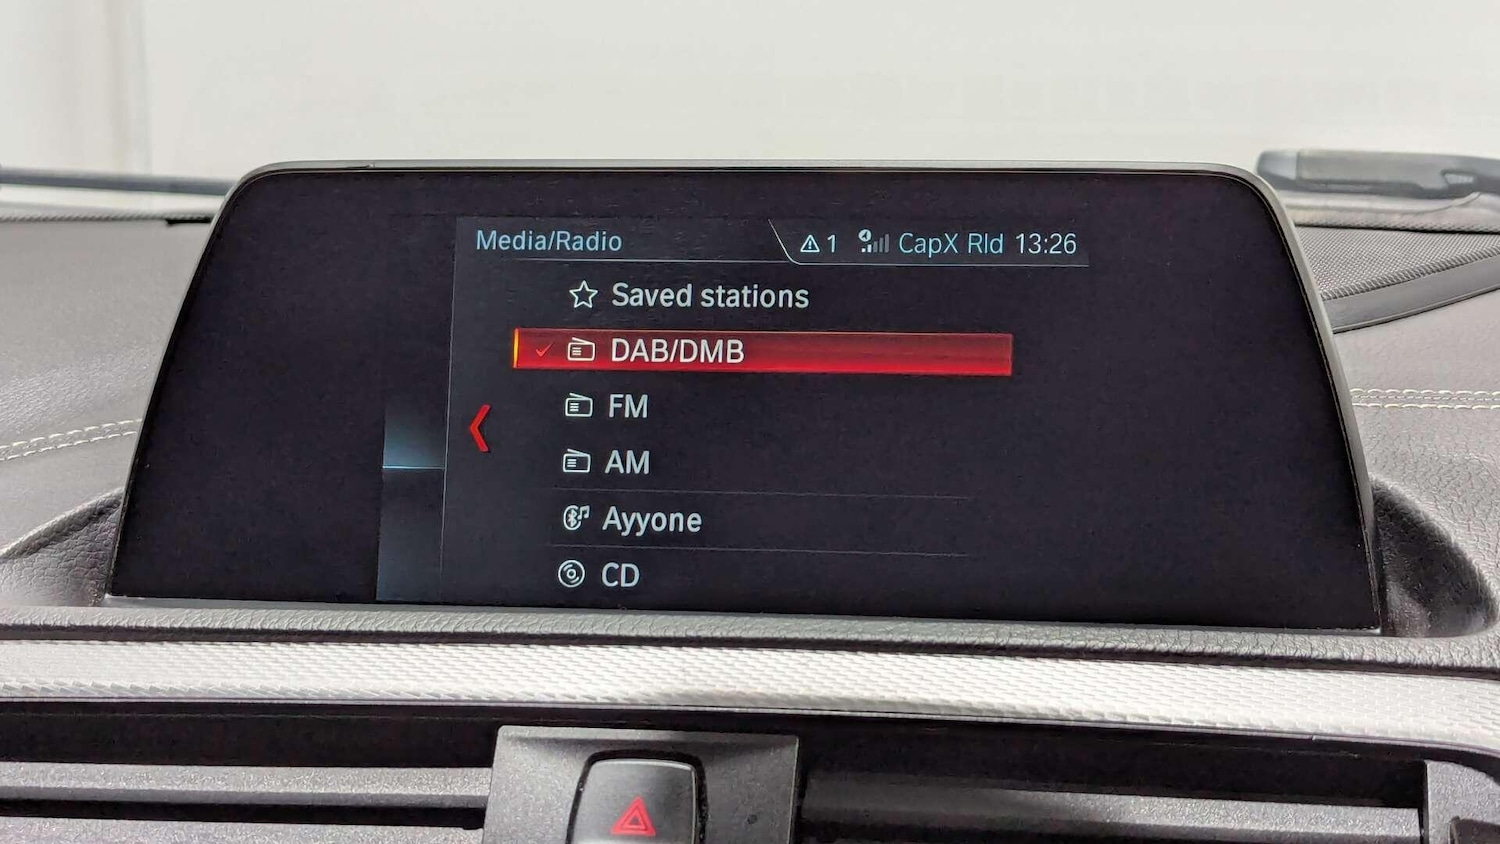 Media/Radio 1 CapX Rld 13:26
Saved stations
DAB/DMB
FM
AM
Ayyone
CD